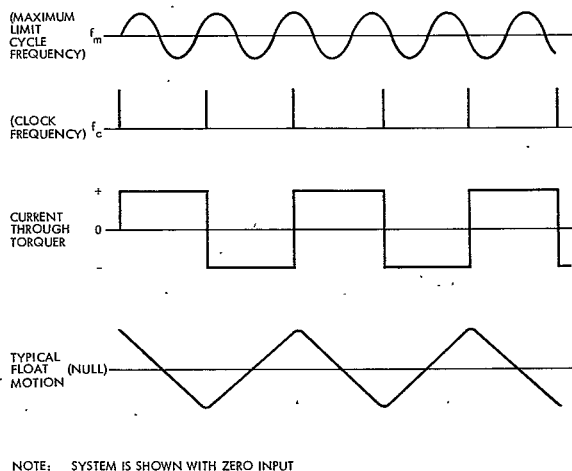 (MAXIMUM
LIMIT
CYCLE
FREQUENCY) fm
(CLOCK
FREQUENCY) fc
+
CURRENT
THROUGH 0
TORQUER
–
TYPICAL
FLOAT (NULL)
MOTION
NOTE: SYSTEM IS SHOWN WITH ZERO INPUT